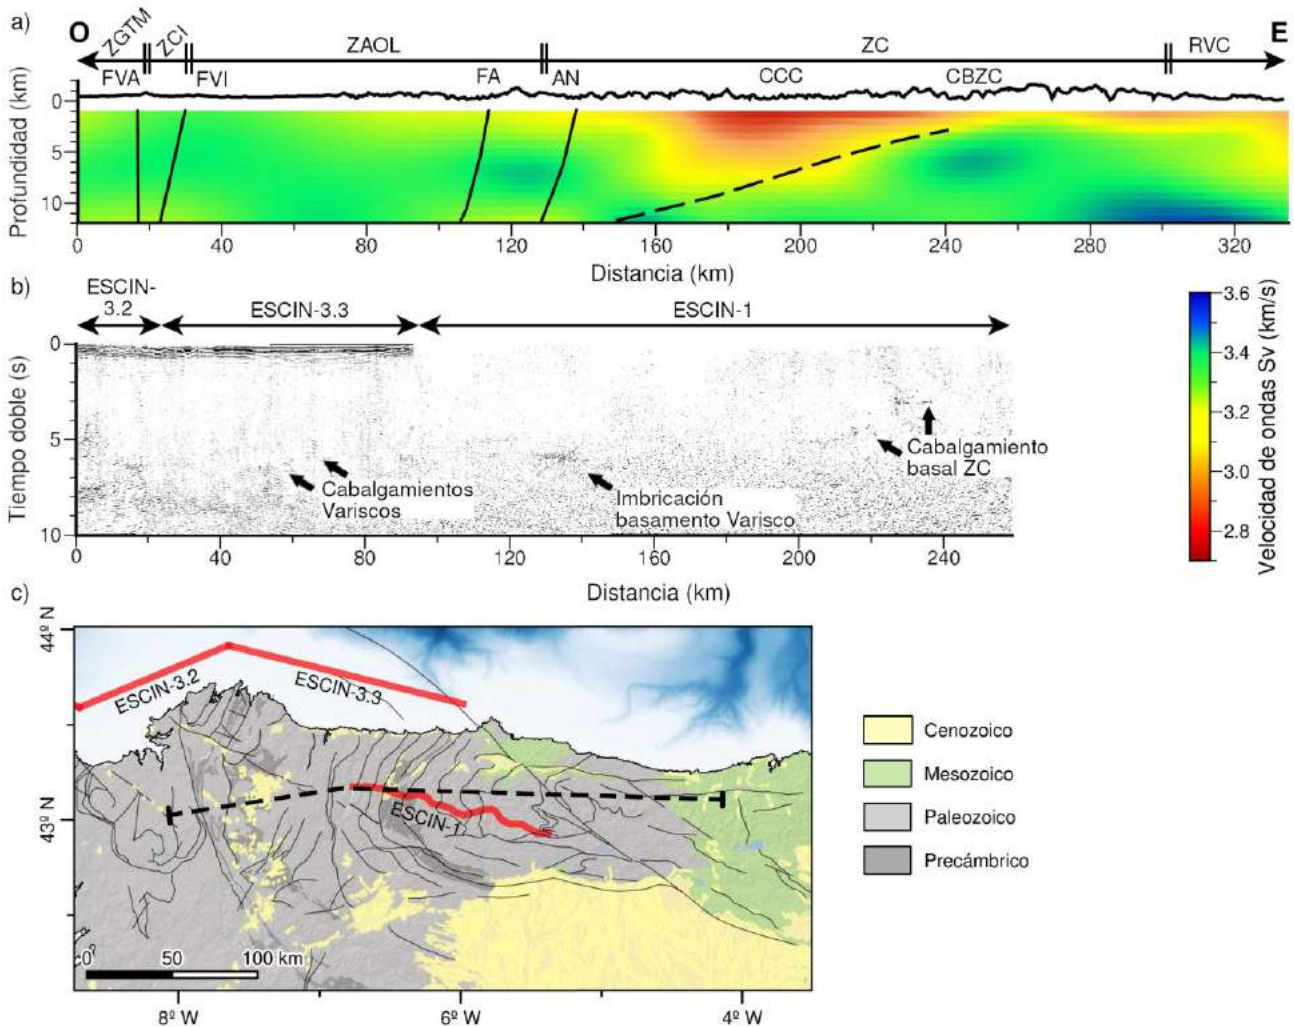 a)
O
E
ZGTM
ZCI
ZAOL
ZC
RVC
FVA
FVI
FA
AN
CCC
CBZC
Profundidad (km)
0
5
10
0
40
80
120
160
200
240
280
320
Distancia (km)
b)
ESCIN-
3.2
ESCIN-3.3
ESCIN-1
Tiempo doble (s)
0
5
10
Cabalgamientos
Variscos
Imbricación
basamento Varisco
Cabalgamiento
basal ZC
0
40
80
120
160
200
240
Distancia (km)
3.6
3.4
3.2
3.0
2.8
Velocidad de ondas Sv (km/s)
c)
44º N
43º N
ESCIN-3.2
ESCIN-3.3
ESCIN-1
0
50
100 km
8º W
6º W
4º W
Cenozoico
Mesozoico
Paleozoico
Precámbrico